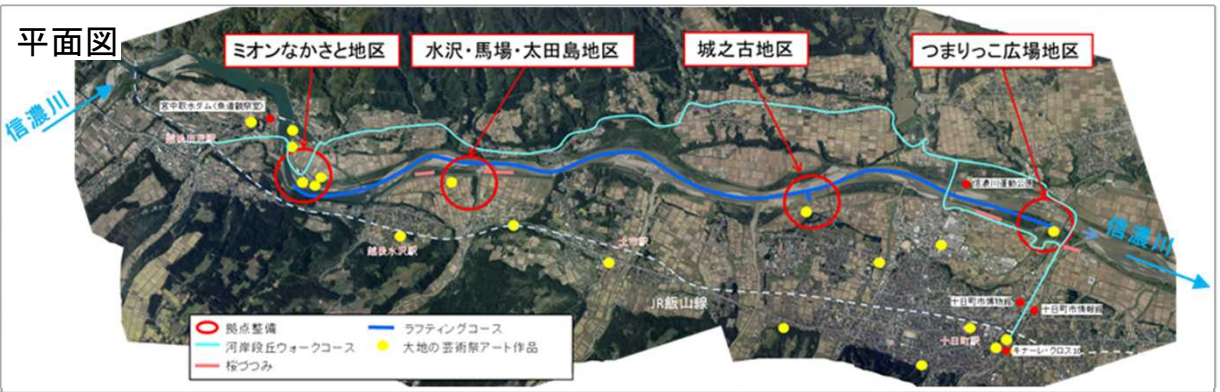 平面図
ミオンなかさと地区
水沢・馬場・太田島地区
城之古地区
つまりっこ広場地区
信濃川
宮中取水ダム(魚道観察室)
越後田沢駅
信濃川運動公園
信濃川
越後水沢駅
土市駅
JR飯山線
十日町市博物館
十日町市情報館
十日町駅
キナーレ・クロス10
拠点整備
ラフティングコース
河岸段丘ウォークコース
大地の芸術祭アート作品
桜づつみ